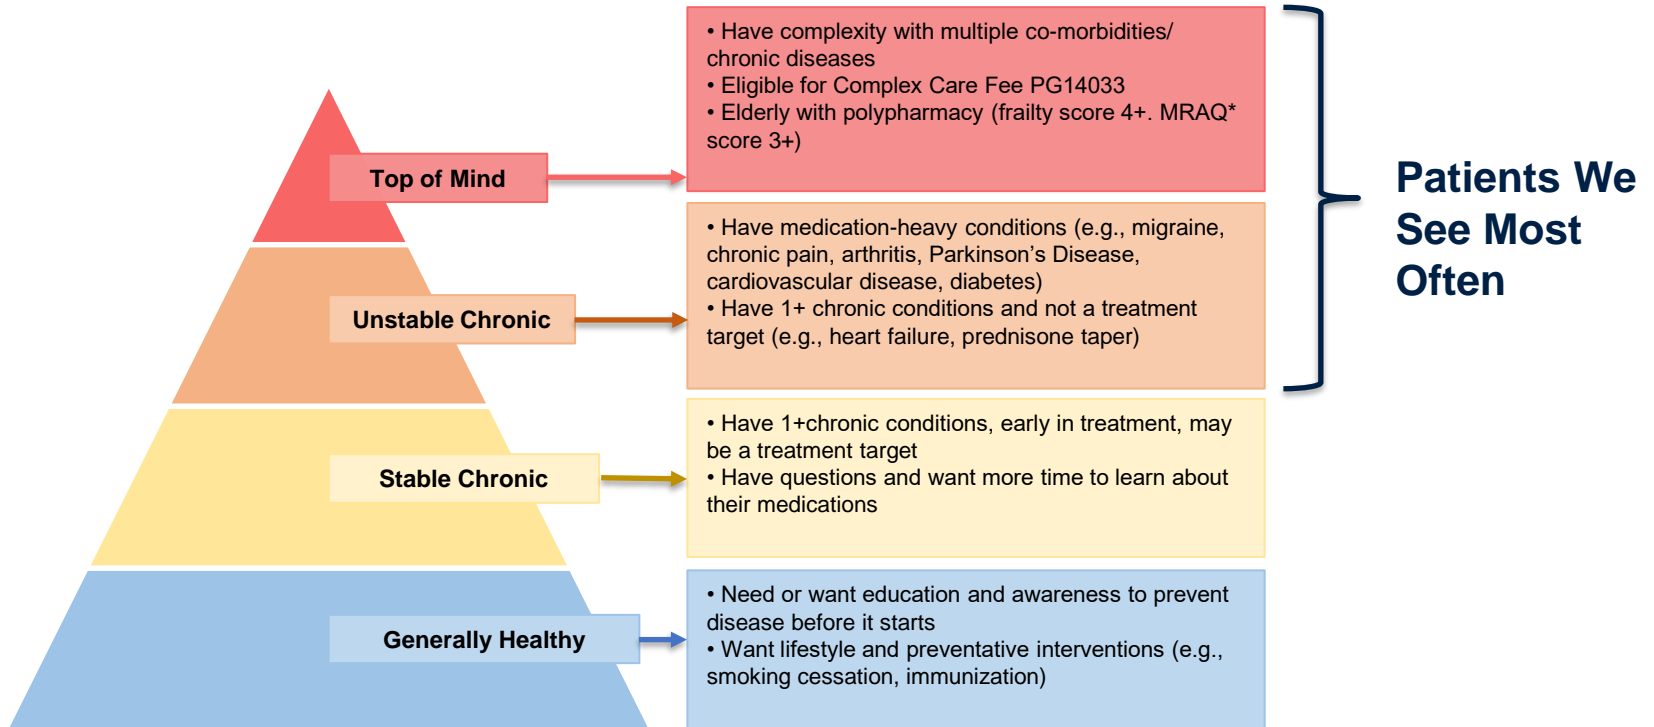 • Have complexity with multiple co-morbidities/
chronic diseases
• Eligible for Complex Care Fee PG14033
• Elderly with polypharmacy (frailty score 4+. MRAQ*
score 3+)
Top of Mind
Patients We
See Most
Often
• Have medication-heavy conditions (e.g., migraine,
chronic pain, arthritis, Parkinson’s Disease,
cardiovascular disease, diabetes)
• Have 1+ chronic conditions and not a treatment
target (e.g., heart failure, prednisone taper)
Unstable Chronic
• Have 1+chronic conditions, early in treatment, may
be a treatment target
• Have questions and want more time to learn about
their medications
Stable Chronic
• Need or want education and awareness to prevent
disease before it starts
• Want lifestyle and preventative interventions (e.g.,
smoking cessation, immunization)
Generally Healthy